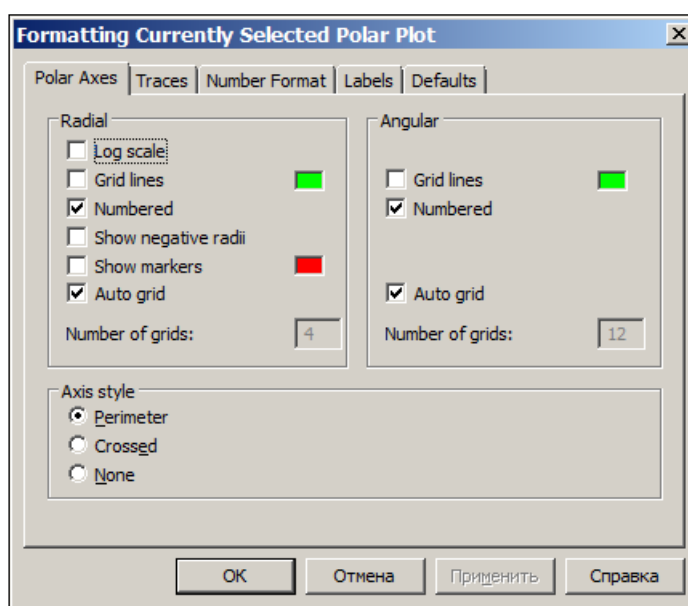 Formatting Currently Selected Polar Plot
Polar Axes Traces Number Format Labels Defaults
Radial
Log scale
Grid lines
Numbered
Show negative radii
Show markers
Auto grid
Number of grids: 4
Angular
Grid lines
Numbered
Auto grid
Number of grids: 12
Axis style
Perimeter
Crossed
None
OK Отмена Применить Справка